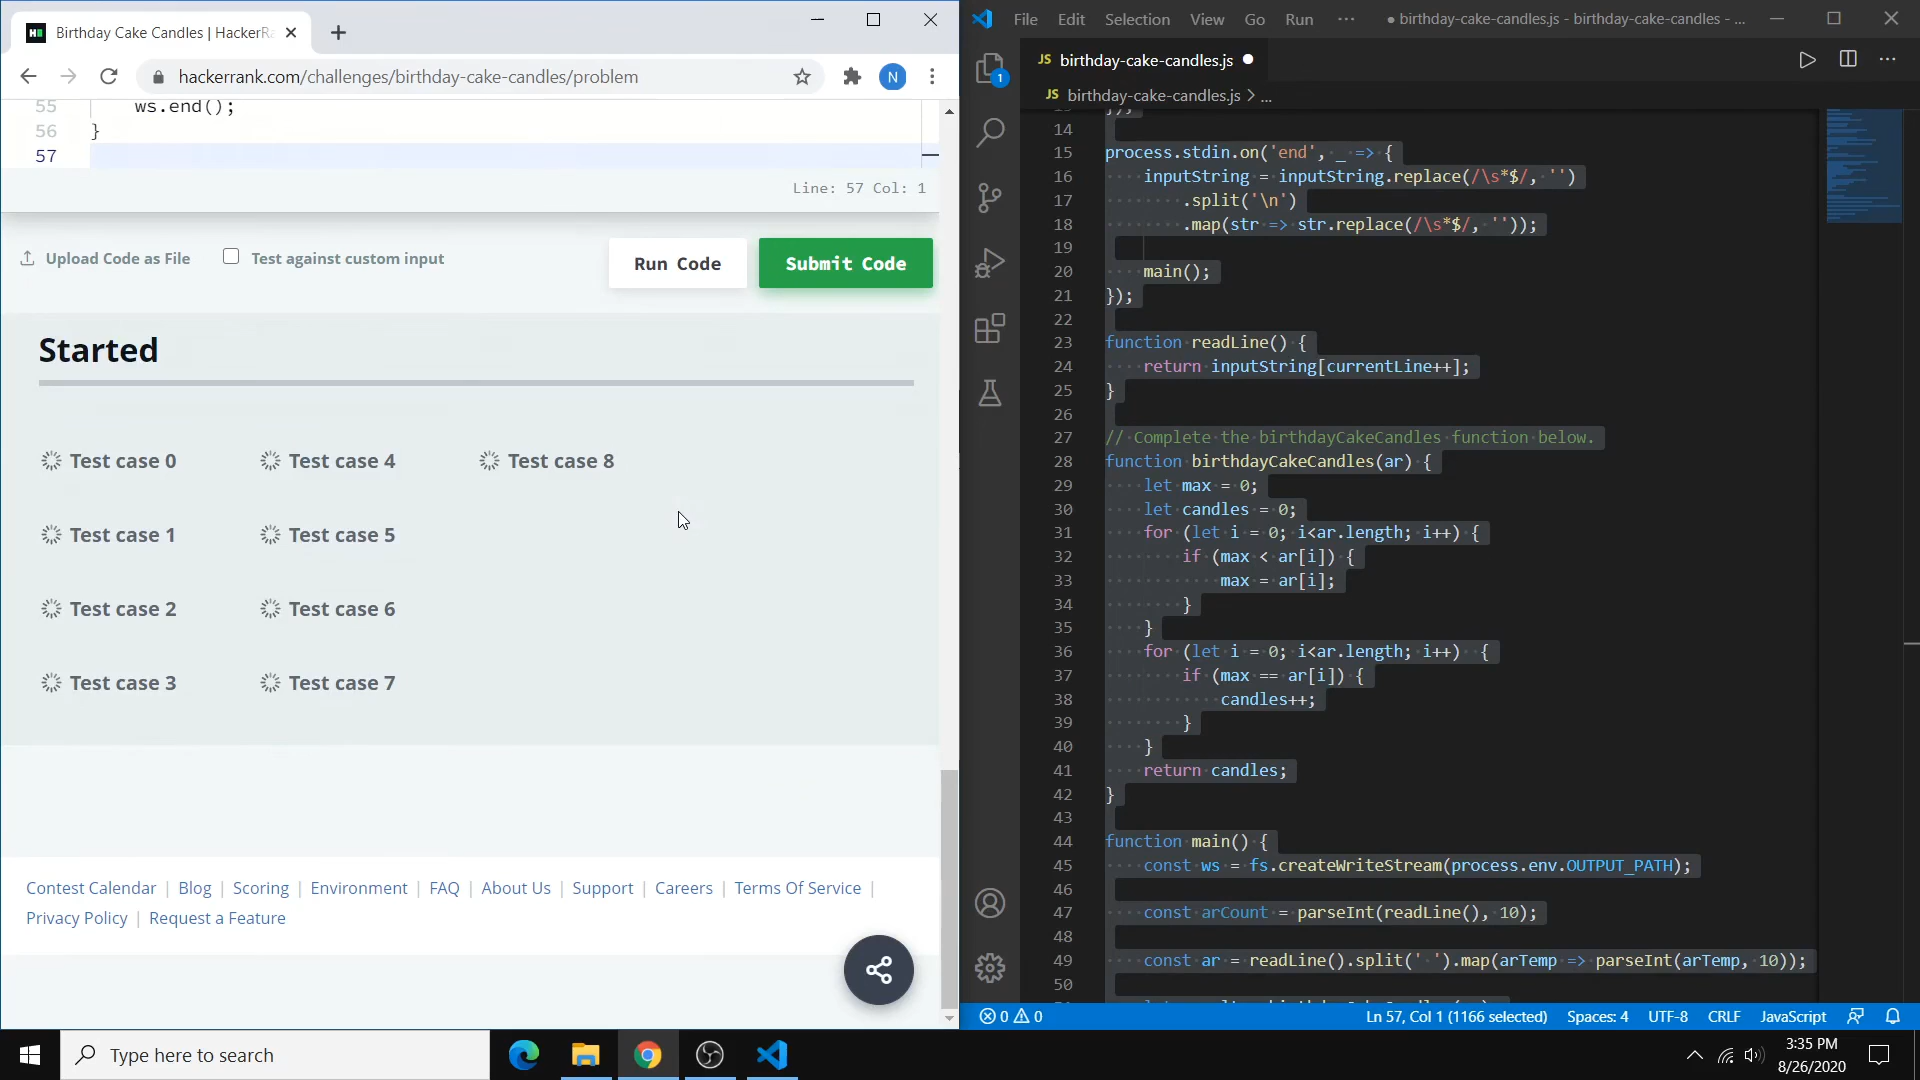 Birthday Cake Candles | HackerRa
hackerrank.com/challenges/birthday-cake-candles/problem
N
55 ws.end();
56 }
57
Line: 57 Col: 1
Upload Code as File
Test against custom input
Run Code
Submit Code
Started
Test case 0
Test case 4
Test case 8
Test case 1
Test case 5
Test case 2
Test case 6
Test case 3
Test case 7
Contest Calendar | Blog | Scoring | Environment | FAQ | About Us | Support | Careers | Terms Of Service |
Privacy Policy | Request a Feature
File Edit Selection View Go Run ··· ● birthday-cake-candles.js - birthday-cake-candles - ...
JS birthday-cake-candles.js ●
JS birthday-cake-candles.js > ...
1
14
15 process.stdin.on('end', _ => {
16 inputString = inputString.replace(/\s*$/, '')
17 .split('\n')
18 .map(str => str.replace(/\s*$/, ''));
19
20 main();
21 });
22
23 function readLine() {
24 return inputString[currentLine++];
25 }
26
27 // Complete the birthdayCakeCandles function below.
28 function birthdayCakeCandles(ar) {
29 let max = 0;
30 let candles = 0;
31 for (let i = 0; i<ar.length; i++) {
32 if (max < ar[i]) {
33 max = ar[i];
34 }
35 }
36 for (let i = 0; i<ar.length; i++) {
37 if (max == ar[i]) {
38 candles++;
39 }
40 }
41 return candles;
42 }
43
44 function main() {
45 const ws = fs.createWriteStream(process.env.OUTPUT_PATH);
46
47 const arCount = parseInt(readLine(), 10);
48
49 const ar = readLine().split(' ').map(arTemp => parseInt(arTemp, 10));
50
0 0
Ln 57, Col 1 (1166 selected) Spaces: 4 UTF-8 CRLF JavaScript
Type here to search
3:35 PM
8/26/2020